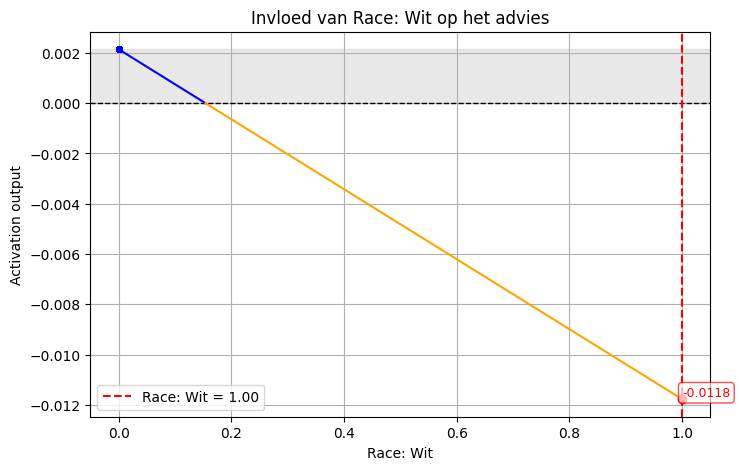 Invloed van Race: Wit op het advies
Activation output
0.002
0.000
−0.002
−0.004
−0.006
−0.008
−0.010
−0.012
-0.0118
Race: Wit = 1.00
0.0 0.2 0.4 0.6 0.8 1.0
Race: Wit